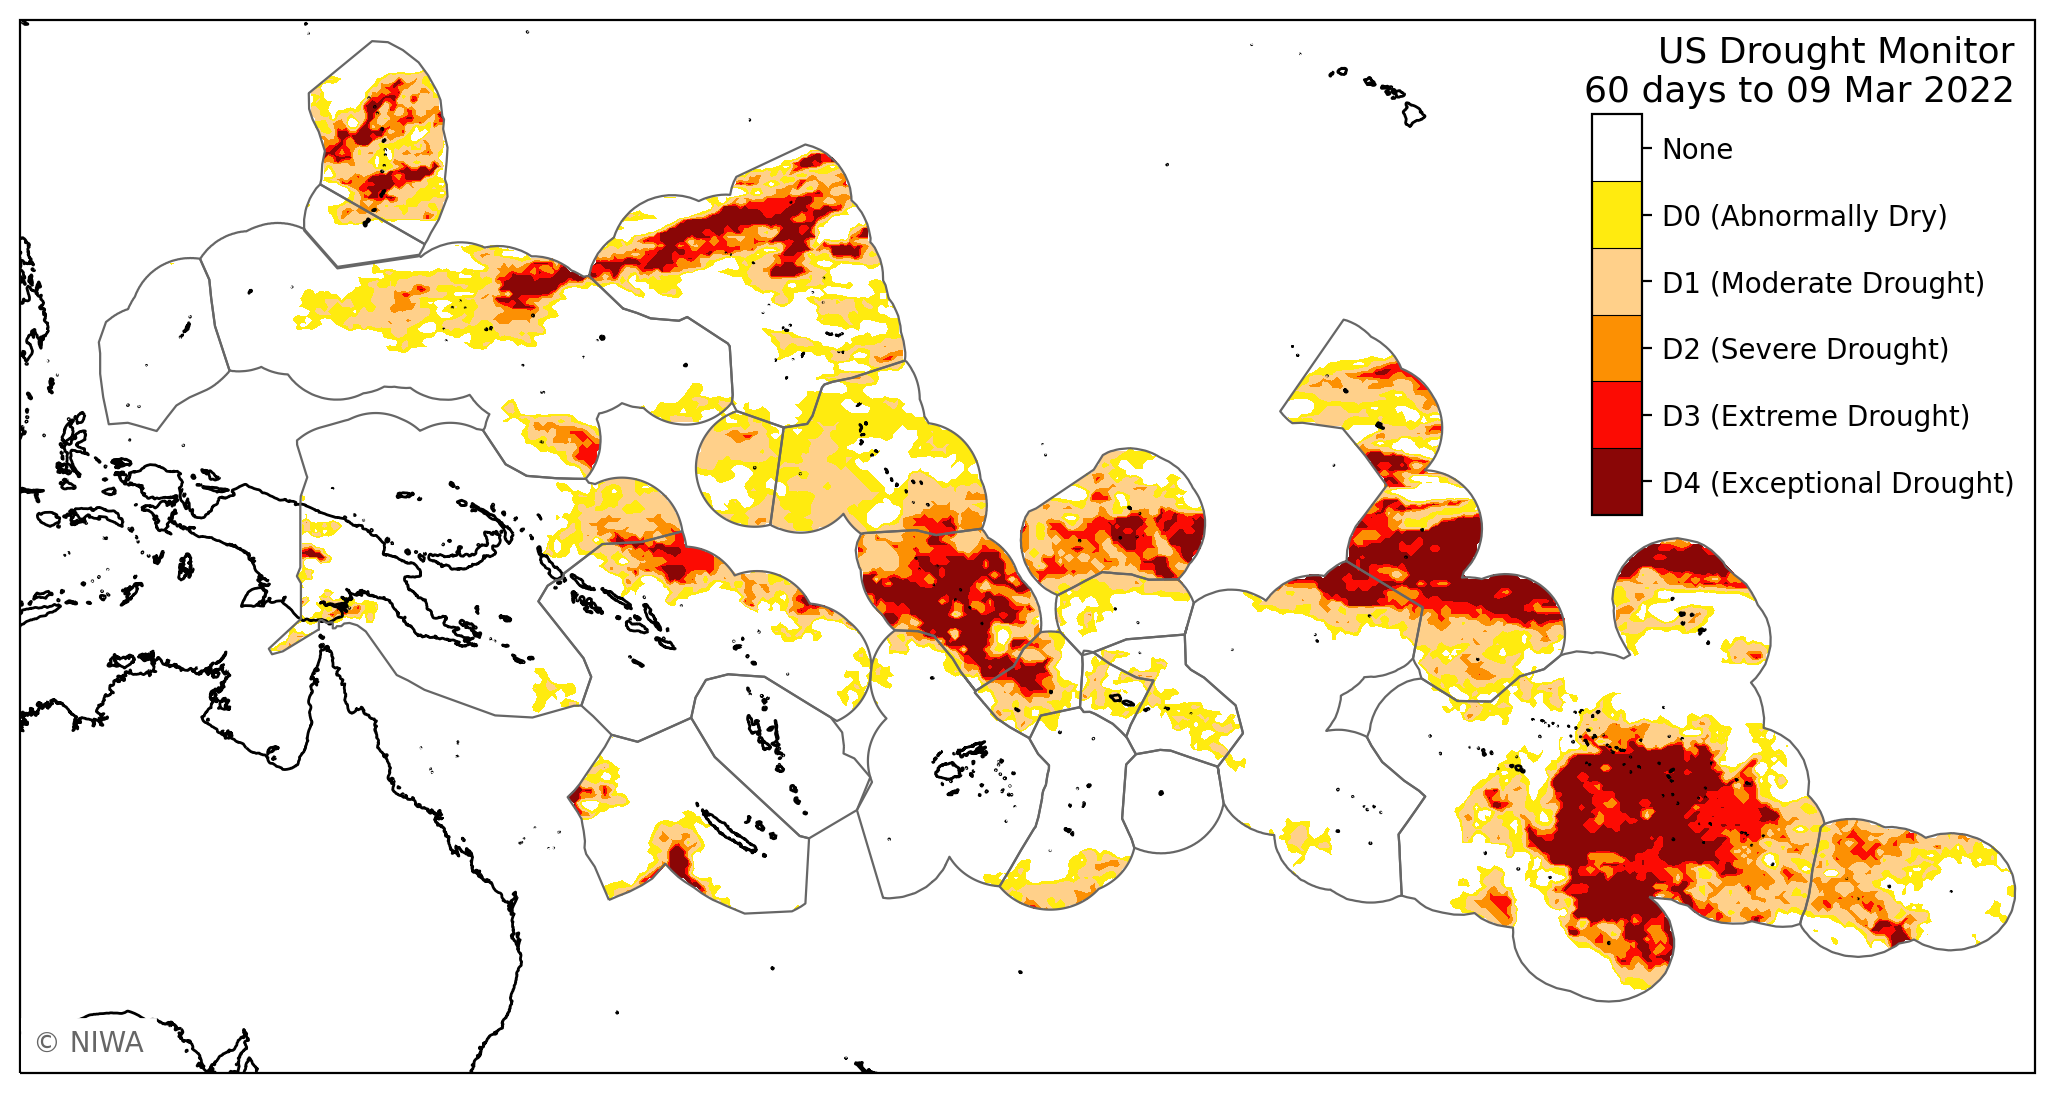 US Drought Monitor
60 days to 09 Mar 2022
None
D0 (Abnormally Dry)
D1 (Moderate Drought)
D2 (Severe Drought)
D3 (Extreme Drought)
D4 (Exceptional Drought)
© NIWA